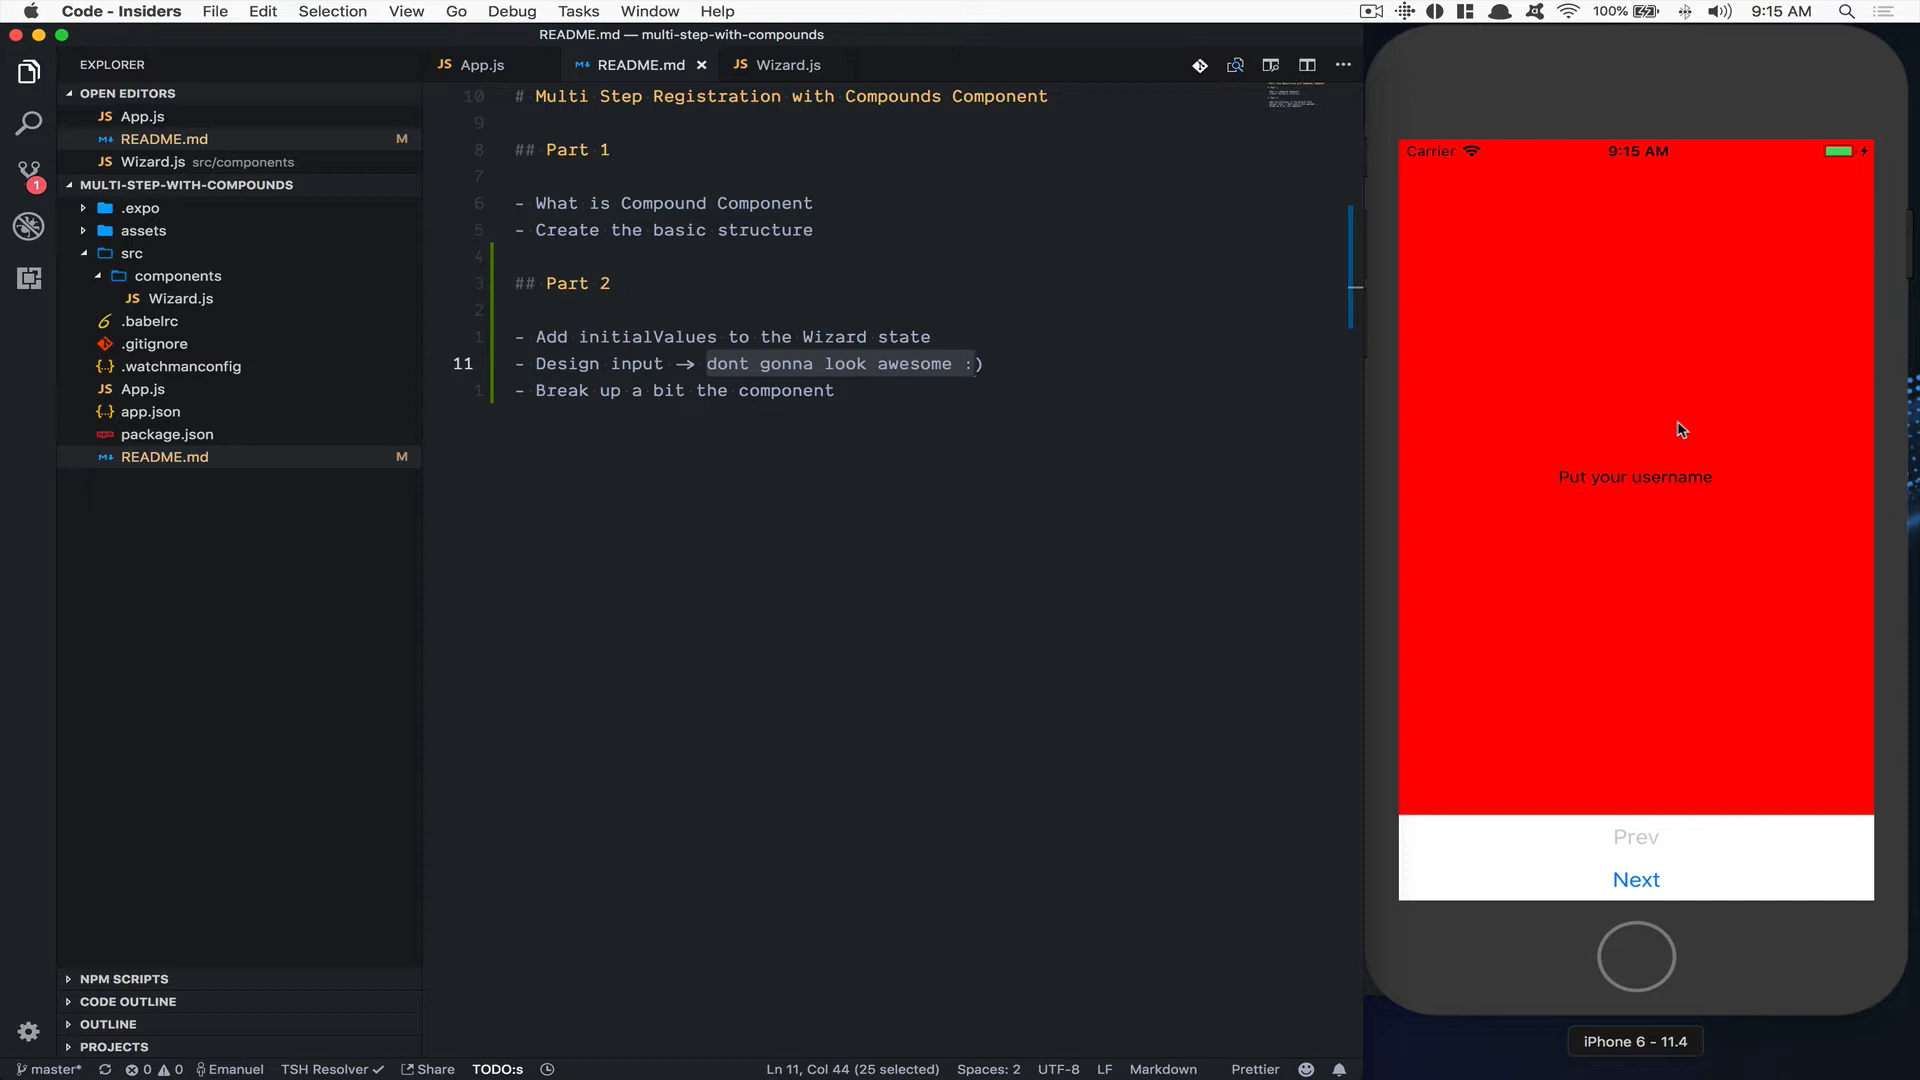 Code - Insiders File Edit Selection View Go Debug Tasks Window Help 100% 9:15 AM
README.md — multi-step-with-compounds
EXPLORER
JS App.js
README.md
JS Wizard.js
OPEN EDITORS
JS App.js
README.md M
JS Wizard.js src/components
MULTI-STEP-WITH-COMPOUNDS
.expo
assets
src
components
JS Wizard.js
.babelrc
.gitignore
{..} .watchmanconfig
JS App.js
{..} app.json
package.json
README.md M
NPM SCRIPTS
CODE OUTLINE
OUTLINE
PROJECTS
10 # Multi Step Registration with Compounds Component
9
8 ## Part 1
7
6 - What is Compound Component
5 - Create the basic structure
4
3 ## Part 2
2
1 - Add initialValues to the Wizard state
11 - Design input → dont gonna look awesome :)
1 - Break up a bit the component
Carrier 9:15 AM
Put your username
Prev
Next
iPhone 6 - 11.4
1
master* 0 0 Emanuel TSH Resolver ✓ Share TODO:s Ln 11, Col 44 (25 selected) Spaces: 2 UTF-8 LF Markdown Prettier